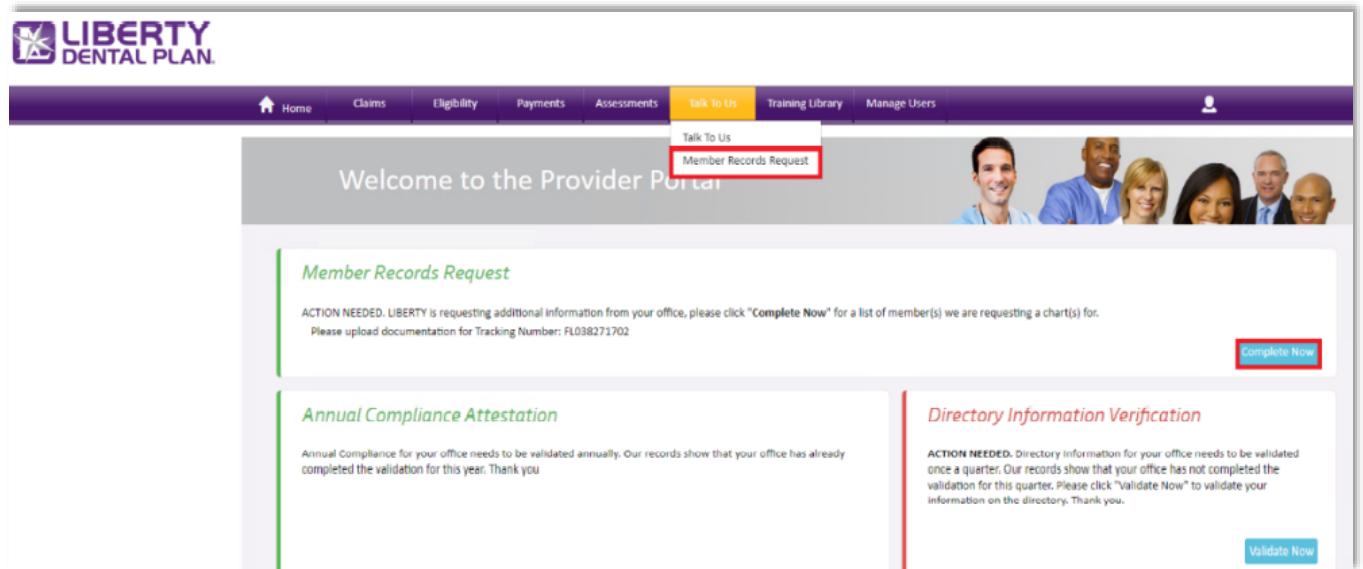 LIBERTY
DENTAL PLAN.
Home Claims Eligibility Payments Assessments Talk To Us Training Library Manage Users
Talk To Us
Member Records Request
Welcome to the Provider Portal
Member Records Request
ACTION NEEDED. LIBERTY is requesting additional information from your office, please click "Complete Now" for a list of member(s) we are requesting a chart(s) for.
Please upload documentation for Tracking Number: FL038271702
Complete Now
Annual Compliance Attestation
Annual Compliance for your office needs to be validated annually. Our records show that your office has already
completed the validation for this year. Thank you
Directory Information Verification
ACTION NEEDED. Directory Information for your office needs to be validated
once a quarter. Our records show that your office has not completed the
validation for this quarter. Please click "Validate Now" to validate your
information on the directory. Thank you.
Validate Now